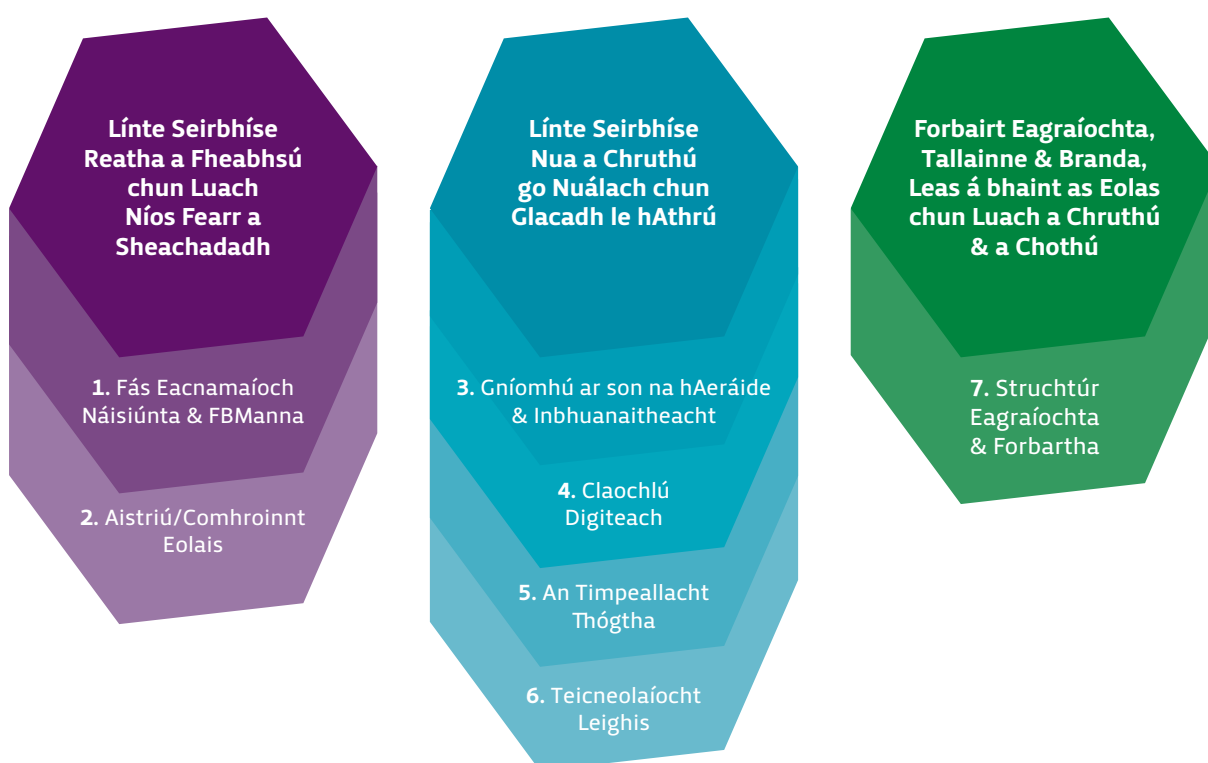 Línte Seirbhíse
Reatha a Fheabhsú
chun Luach
Níos Fearr a
Sheachadadh
1. Fás Eacnamaíoch
Náisiúnta & FBManna
2. Aistriú/Comhroinnt
Eolais
Línte Seirbhíse
Nua a Chruthú
go Nuálach chun
Glacadh le hAthrú
3. Gníomhú ar son na hAeráide
& Inbhuanaitheacht
4. Claochlú
Digiteach
5. An Timpeallacht
Thógtha
6. Teicneolaíocht
Leighis
Forbairt Eagraíochta,
Tallainne & Branda,
Leas á bhaint as Eolas
chun Luach a Chruthú
& a Chothú
7. Struchtúr
Eagraíochta
& Forbartha